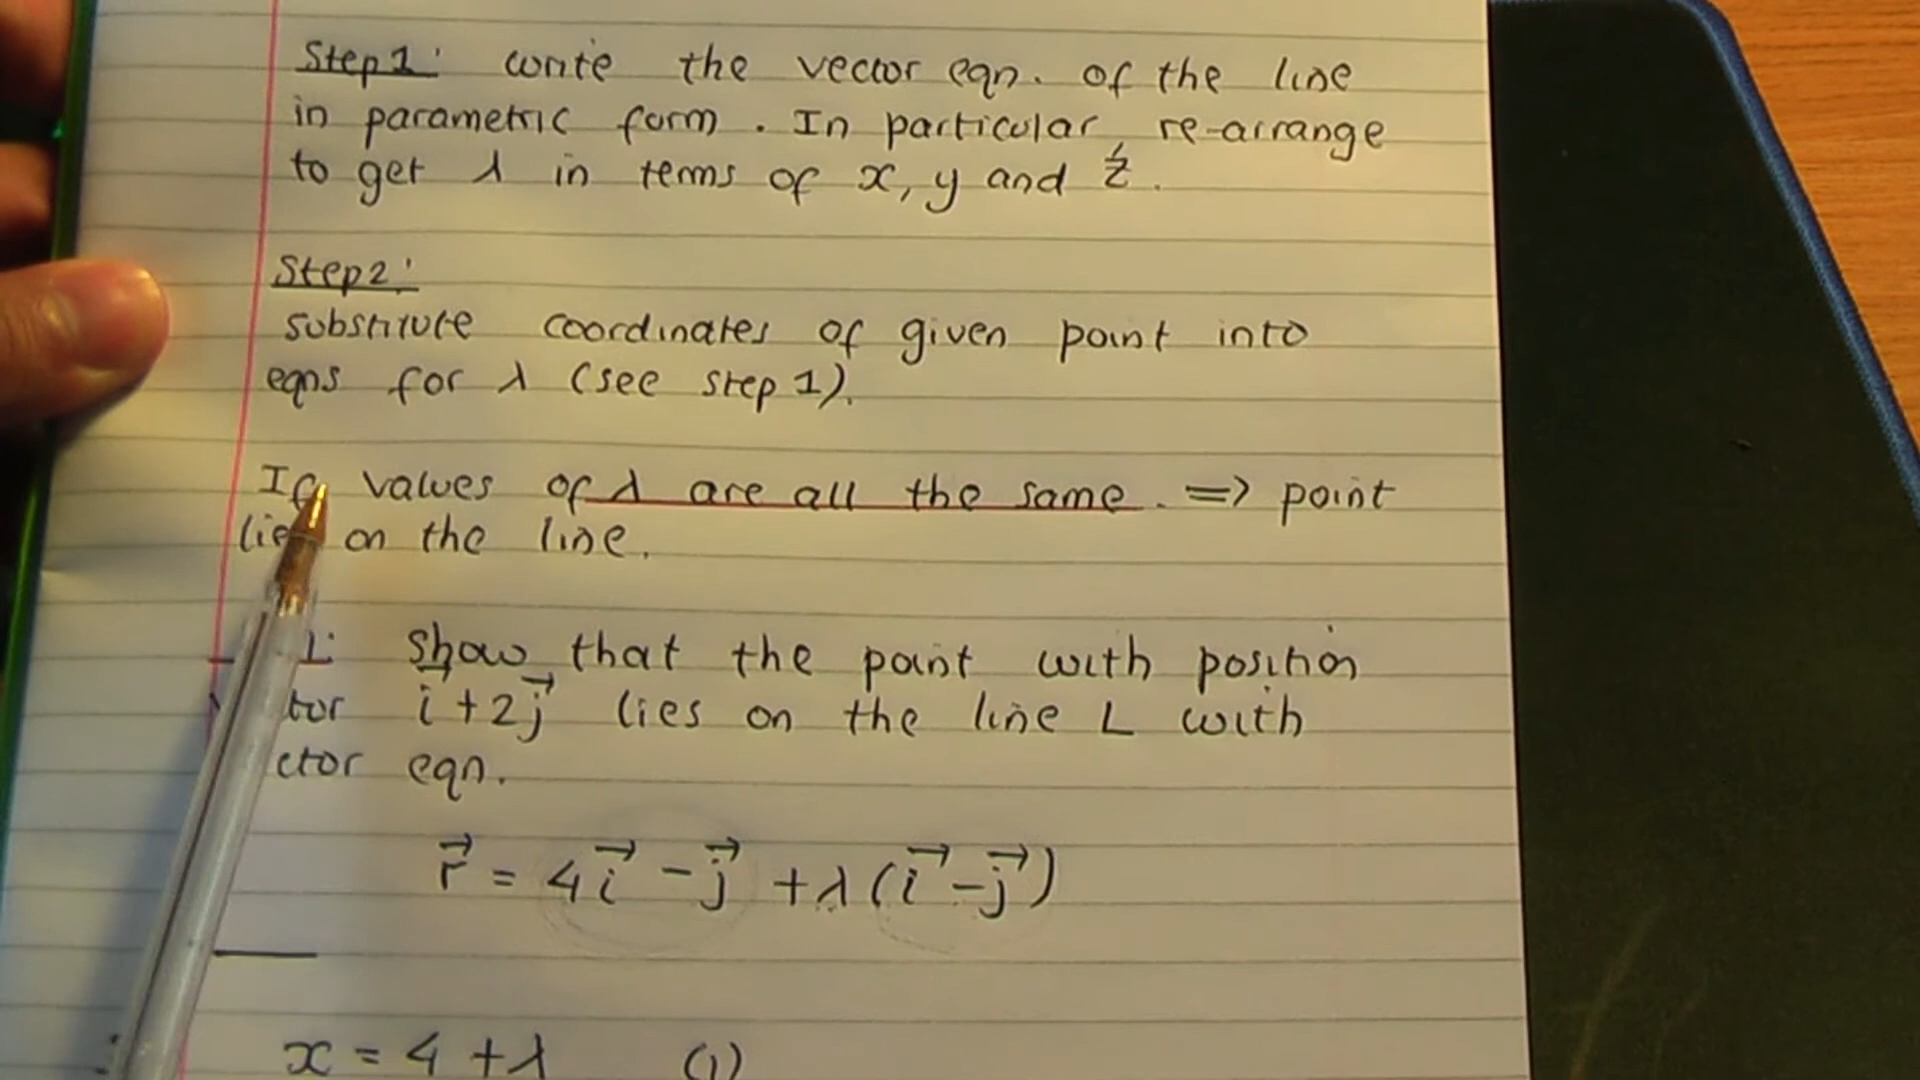 Step 1: write the vector eqn. of the line
in parametric form. In particular, re-arrange
to get λ in terms of x, y and z.
Step 2:
substitute coordinates of given point into
eqns for λ (see step 1).
If values of λ are all the same. => point
lies on the line.
1: show that the point with position
tor i + 2j⃗ lies on the line L with
ctor eqn.
r⃗ = 4i⃗ - j⃗ + λ(i⃗ - j⃗)
x = 4 + λ (1)